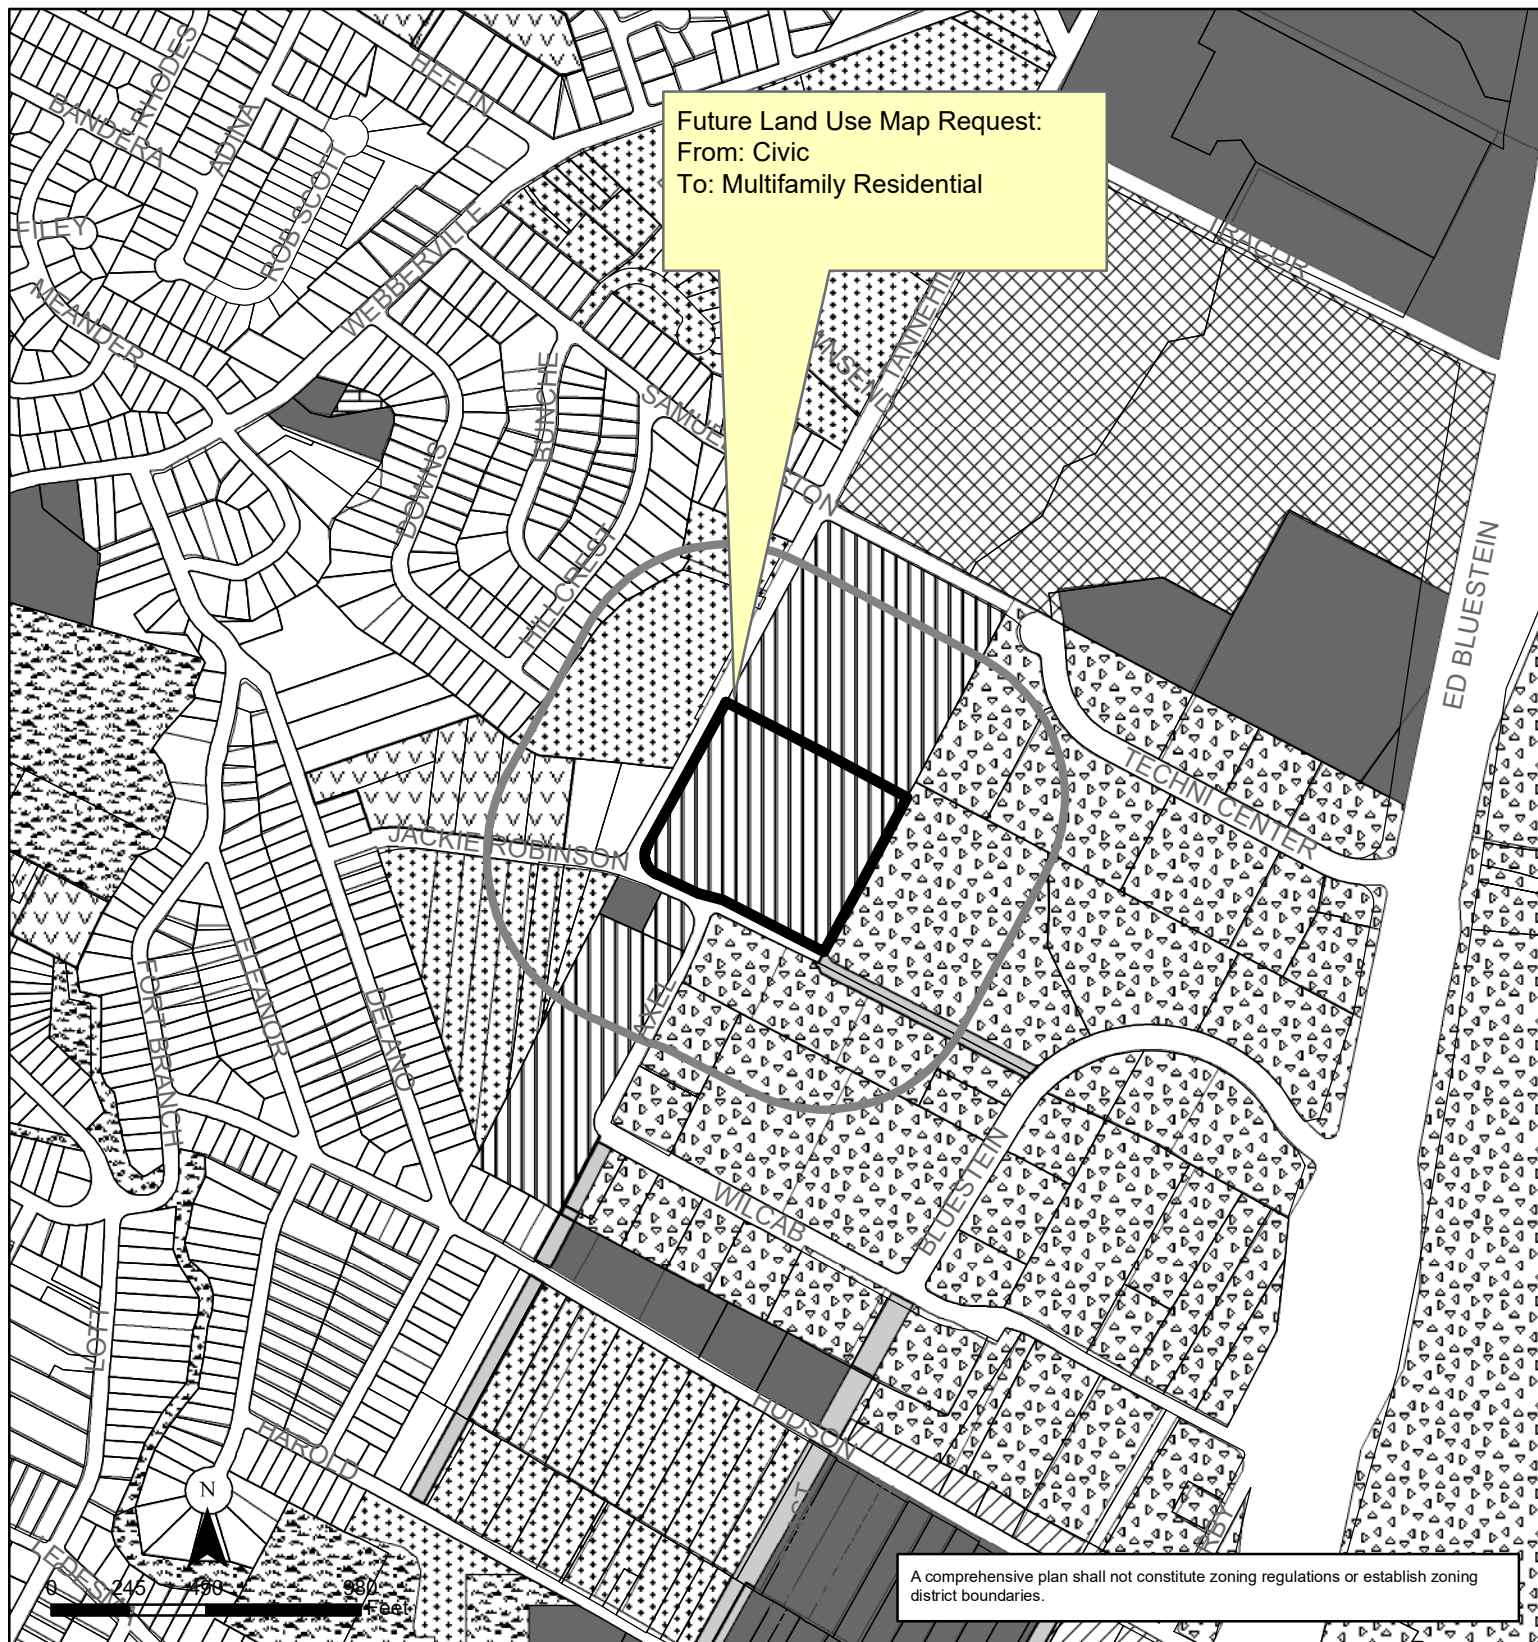 HEFLIN
RHODES
BANDERA
ADINA
ROB SCOTT
FILEY
MEANDER
WEBBERVILLE
Future Land Use Map Request:
From: Civic
To: Multifamily Residential
TRACOR
BUNCHE
DOWNS
HILLCREST
ED BLUESTEIN
TECHNI CENTER
JACKIE ROBINSON
FORT BRANCH
ELEANOR
DELANO
AXEL
WILCAB
BLUESTEIN
LOTT
HAROLD
HUDSON
N
0 245 490 980
Feet
A comprehensive plan shall not constitute zoning regulations or establish zoning
district boundaries.